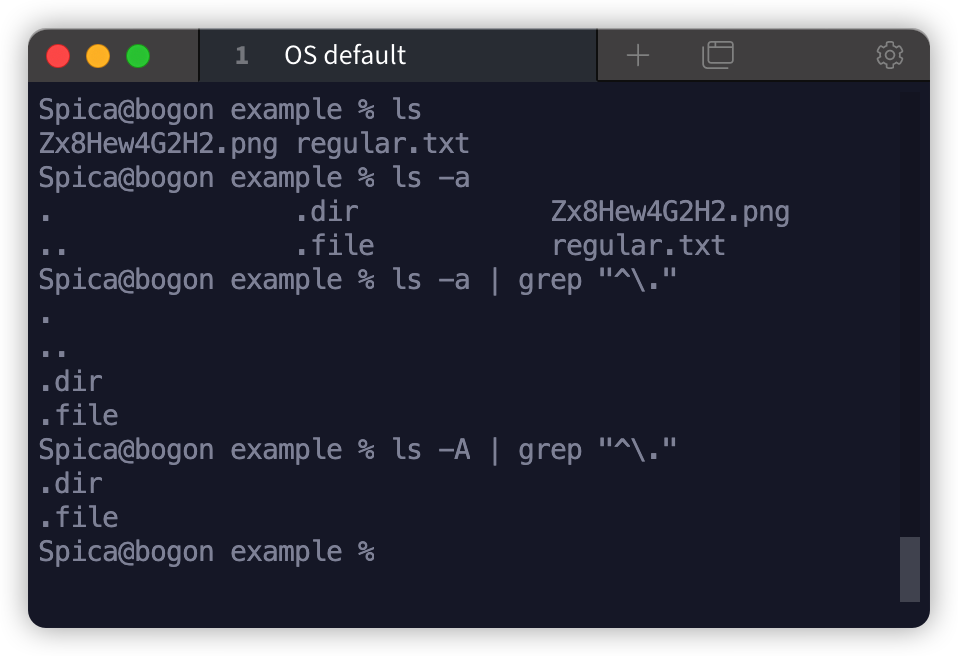 1 OS default
Spica@bogon example % ls
Zx8Hew4G2H2.png regular.txt
Spica@bogon example % ls -a
. .dir Zx8Hew4G2H2.png
.. .file regular.txt
Spica@bogon example % ls -a | grep "^\."
.
..
.dir
.file
Spica@bogon example % ls -A | grep "^\."
.dir
.file
Spica@bogon example %